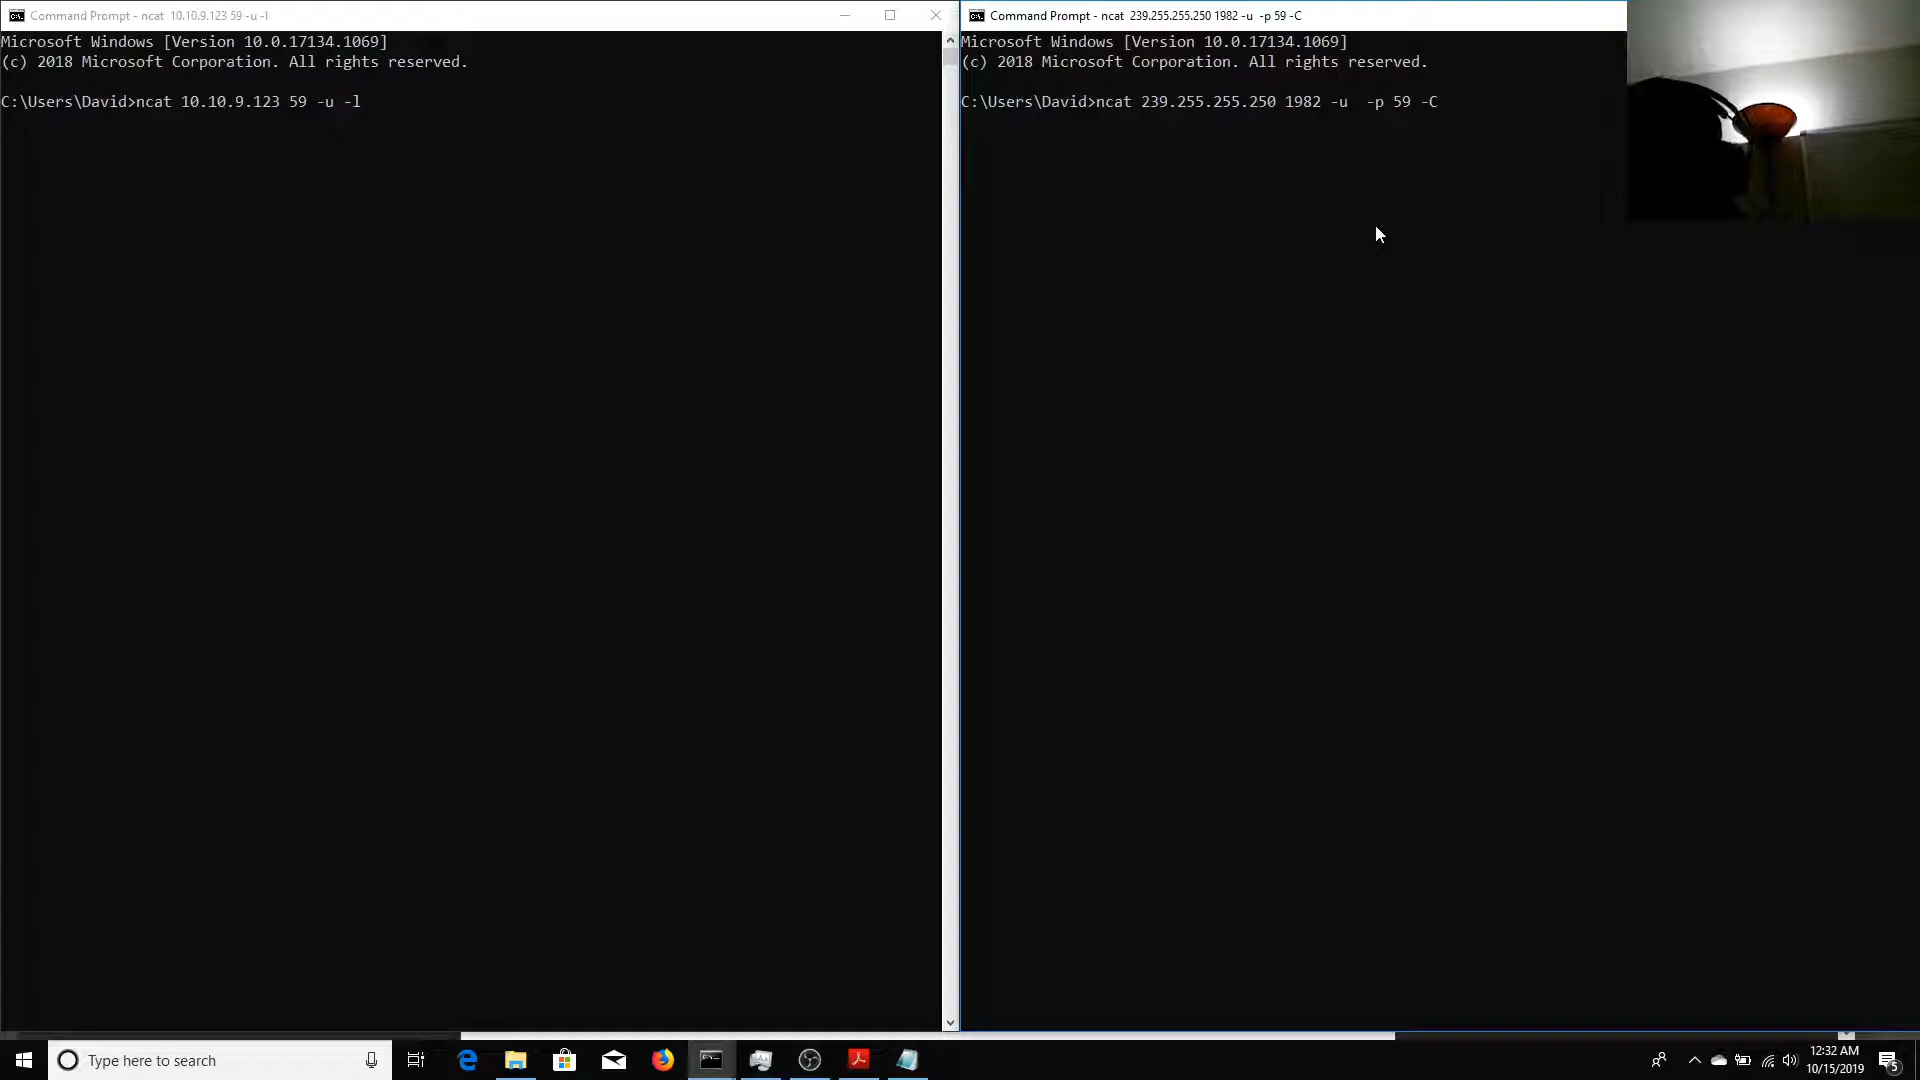 Command Prompt - ncat  10.10.9.123 59 -u -l
Microsoft Windows [Version 10.0.17134.1069]
(c) 2018 Microsoft Corporation. All rights reserved.
C:\Users\David>ncat 10.10.9.123 59 -u -l
Command Prompt - ncat  239.255.255.250 1982 -u  -p 59 -C
Microsoft Windows [Version 10.0.17134.1069]
(c) 2018 Microsoft Corporation. All rights reserved.
C:\Users\David>ncat 239.255.255.250 1982 -u  -p 59 -C
Type here to search
12:32 AM
10/15/2019
5